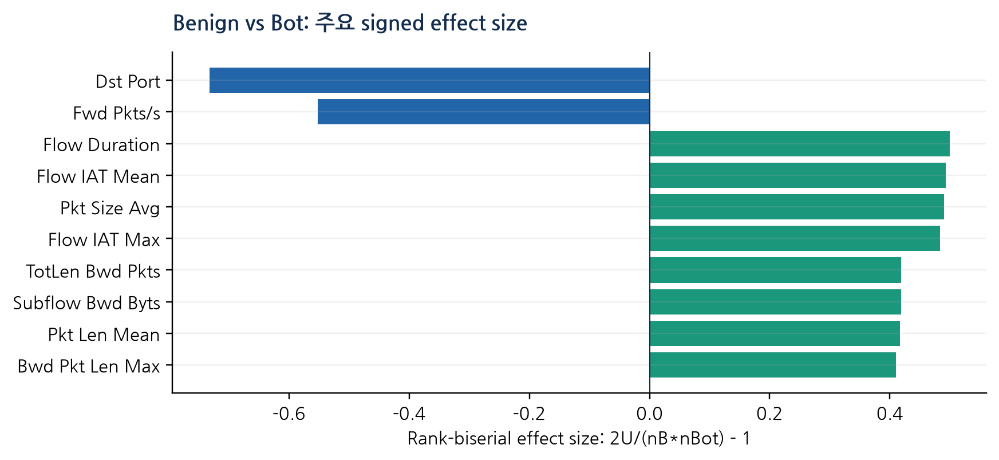 Benign vs Bot: 주요 signed effect size
Dst Port
Fwd Pkts/s
Flow Duration
Flow IAT Mean
Pkt Size Avg
Flow IAT Max
TotLen Bwd Pkts
Subflow Bwd Byts
Pkt Len Mean
Bwd Pkt Len Max
-0.6 -0.4 -0.2 0.0 0.2 0.4
Rank-biserial effect size: 2U/(nB*nBot) - 1